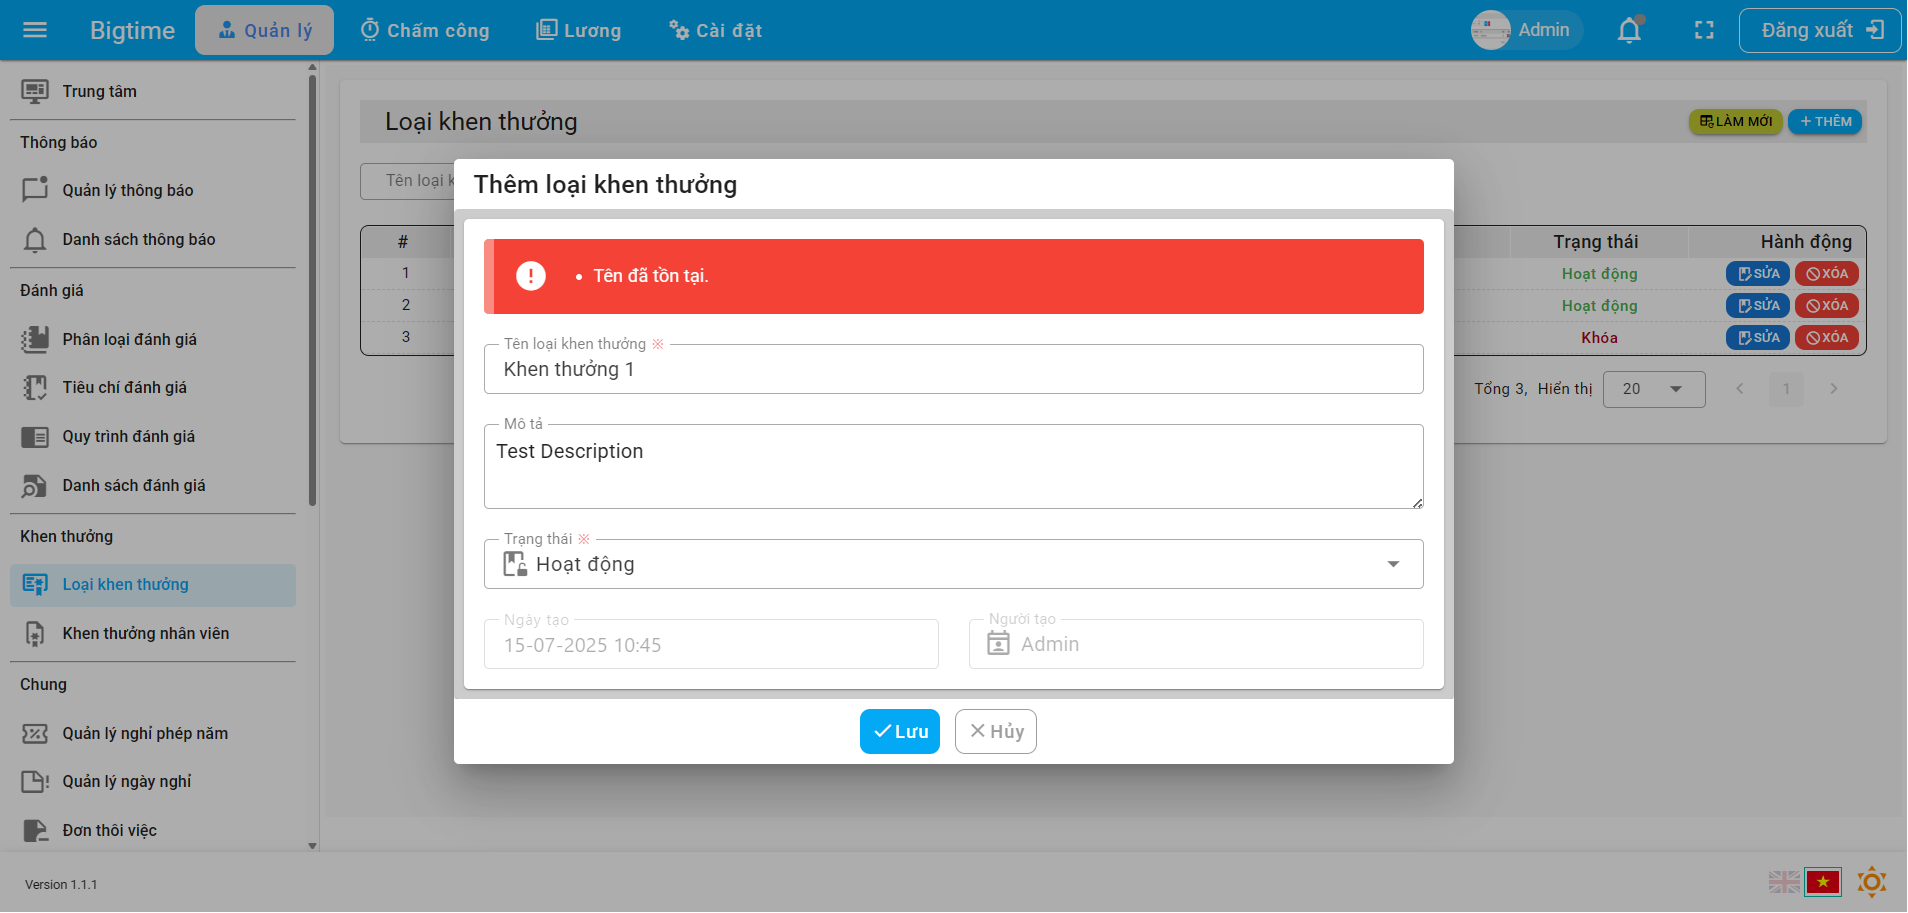 Bigtime
Quản lý
Chấm công
Lương
Cài đặt
Admin
Đăng xuất
Trung tâm
Thông báo
Quản lý thông báo
Danh sách thông báo
Đánh giá
Phân loại đánh giá
Tiêu chí đánh giá
Quy trình đánh giá
Danh sách đánh giá
Khen thưởng
Loại khen thưởng
Khen thưởng nhân viên
Chung
Quản lý nghỉ phép năm
Quản lý ngày nghỉ
Đơn thôi việc
Version 1.1.1
Loại khen thưởng
LÀM MỚI
THÊM
Tên loại
# Trạng thái Hành động
1 Hoạt động SỬA XÓA
2 Hoạt động SỬA XÓA
3 Khóa SỬA XÓA
Tổng 3, Hiển thị 20 1
Thêm loại khen thưởng
• Tên đã tồn tại.
Tên loại khen thưởng ※
Khen thưởng 1
Mô tả
Test Description
Trạng thái ※
Hoạt động
Ngày tạo
15-07-2025 10:45
Người tạo
Admin
Lưu
Hủy